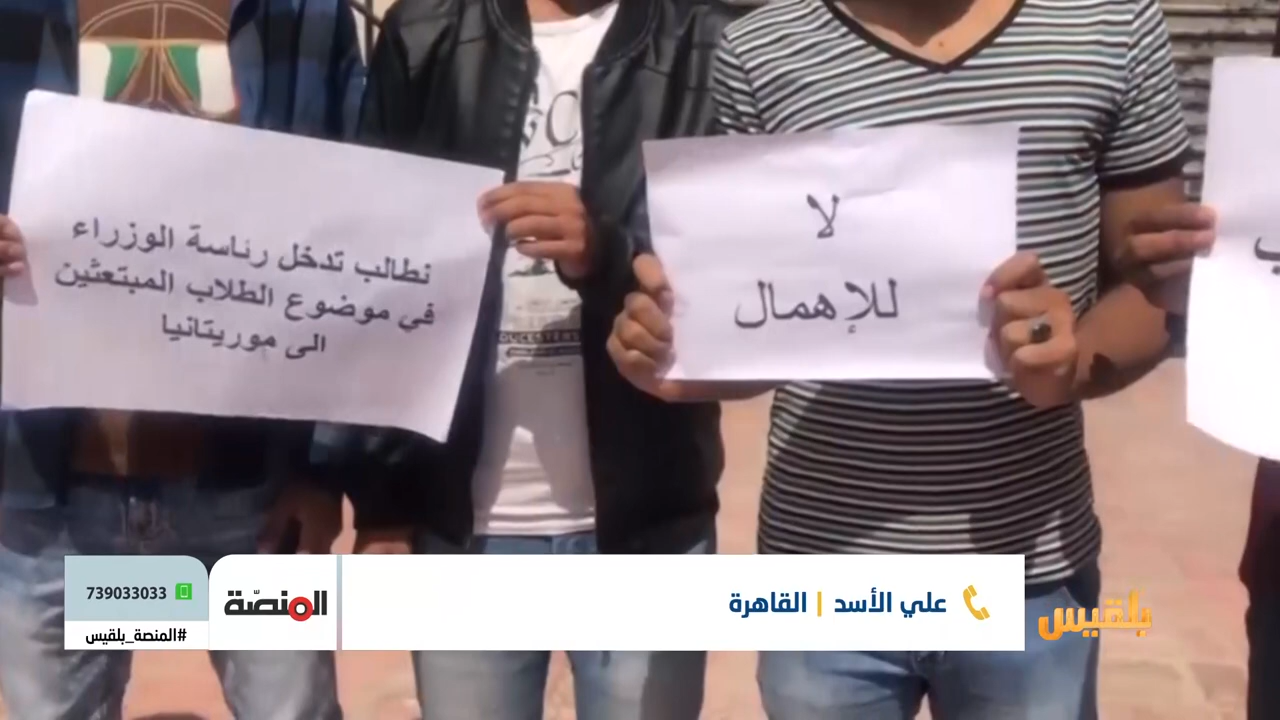 نطالب تدخل رئاسة الوزراء
في موضوع الطلاب المبتعثين
الى موريتانيا
لا
للإهمال
علي الأسد | القاهرة
المنصّة
739033033
#المنصة_بلقيس
بلقيس